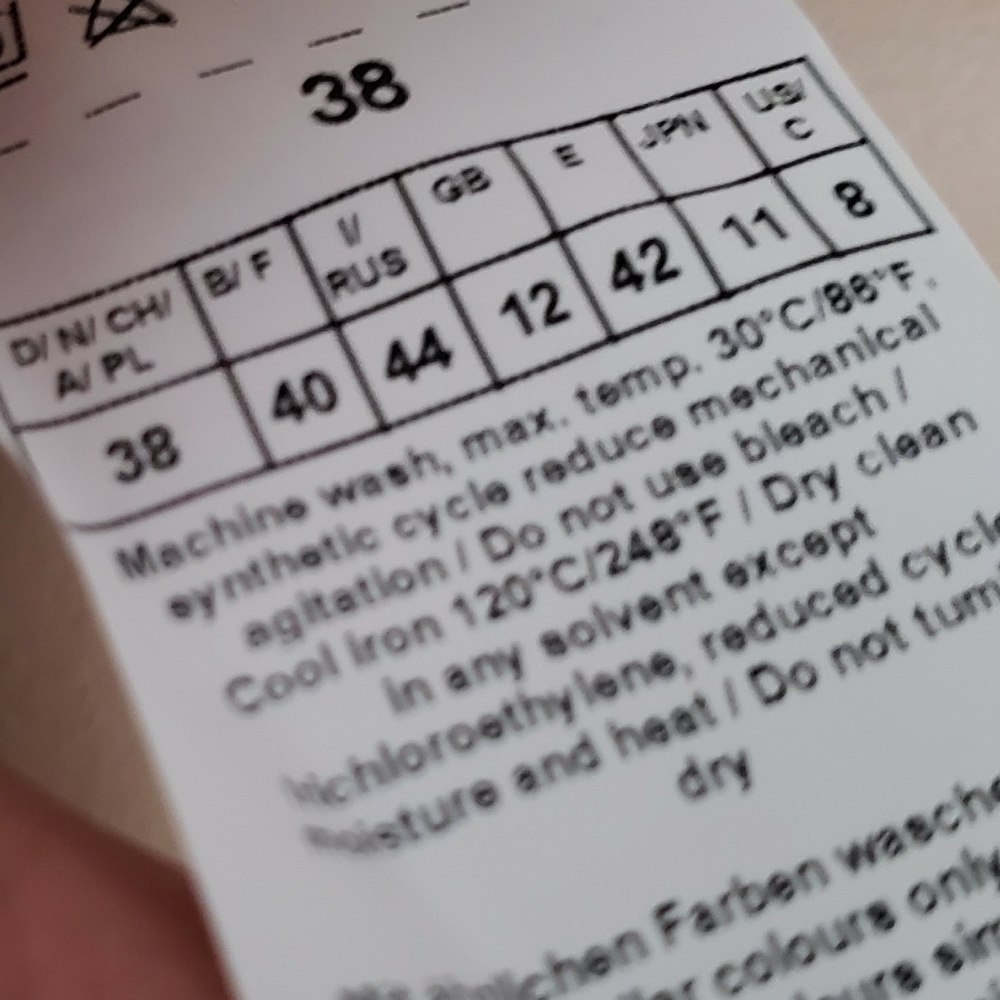 38
D/ N/ CH/ A/ PL B/ F I/ RUS GB E JPN US/ C
38 40 44 12 42 11 8
Machine wash, max. temp. 30°C/86°F,
synthetic cycle reduce mechanical
agitation / Do not use bleach /
Cool iron 120°C/248°F / Dry clean
in any solvent except
trichloroethylene, reduced cycle
moisture and heat / Do not
dry
Farben
colours only